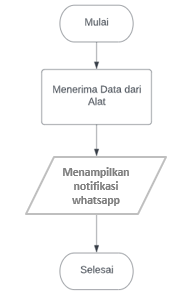 Mulai
Menerima Data dari
Alat
Menampilkan
notifikasi
whatsapp
Selesai